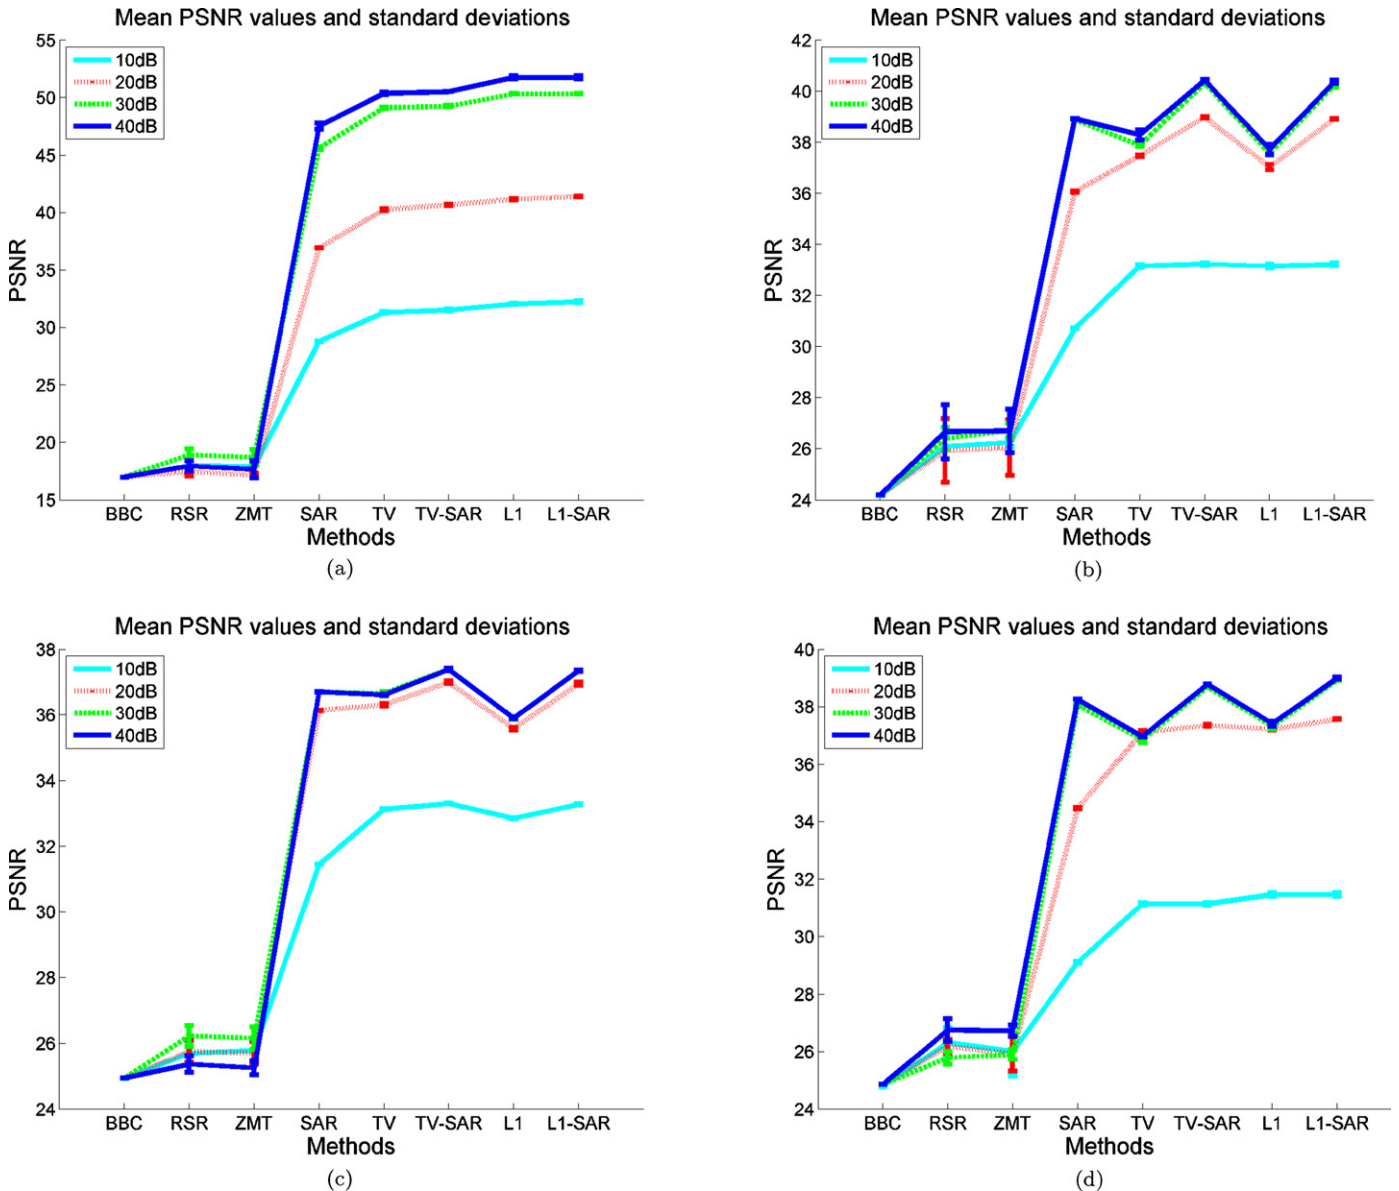 Mean PSNR values and standard deviations
55
50
45
40
35
30
25
20
15
PSNR
10dB
20dB
30dB
40dB
BBC RSR ZMT SAR TV TV-SAR L1 L1-SAR
Methods
(a)
Mean PSNR values and standard deviations
42
40
38
36
34
32
30
28
26
24
PSNR
10dB
20dB
30dB
40dB
BBC RSR ZMT SAR TV TV-SAR L1 L1-SAR
Methods
(b)
Mean PSNR values and standard deviations
38
36
34
32
30
28
26
24
PSNR
10dB
20dB
30dB
40dB
BBC RSR ZMT SAR TV TV-SAR L1 L1-SAR
Methods
(c)
Mean PSNR values and standard deviations
40
38
36
34
32
30
28
26
24
PSNR
10dB
20dB
30dB
40dB
BBC RSR ZMT SAR TV TV-SAR L1 L1-SAR
Methods
(d)